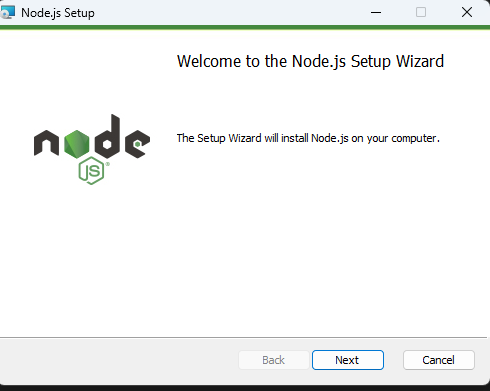 Node.js Setup
Welcome to the Node.js Setup Wizard
The Setup Wizard will install Node.js on your computer.
node
JS
Back
Next
Cancel